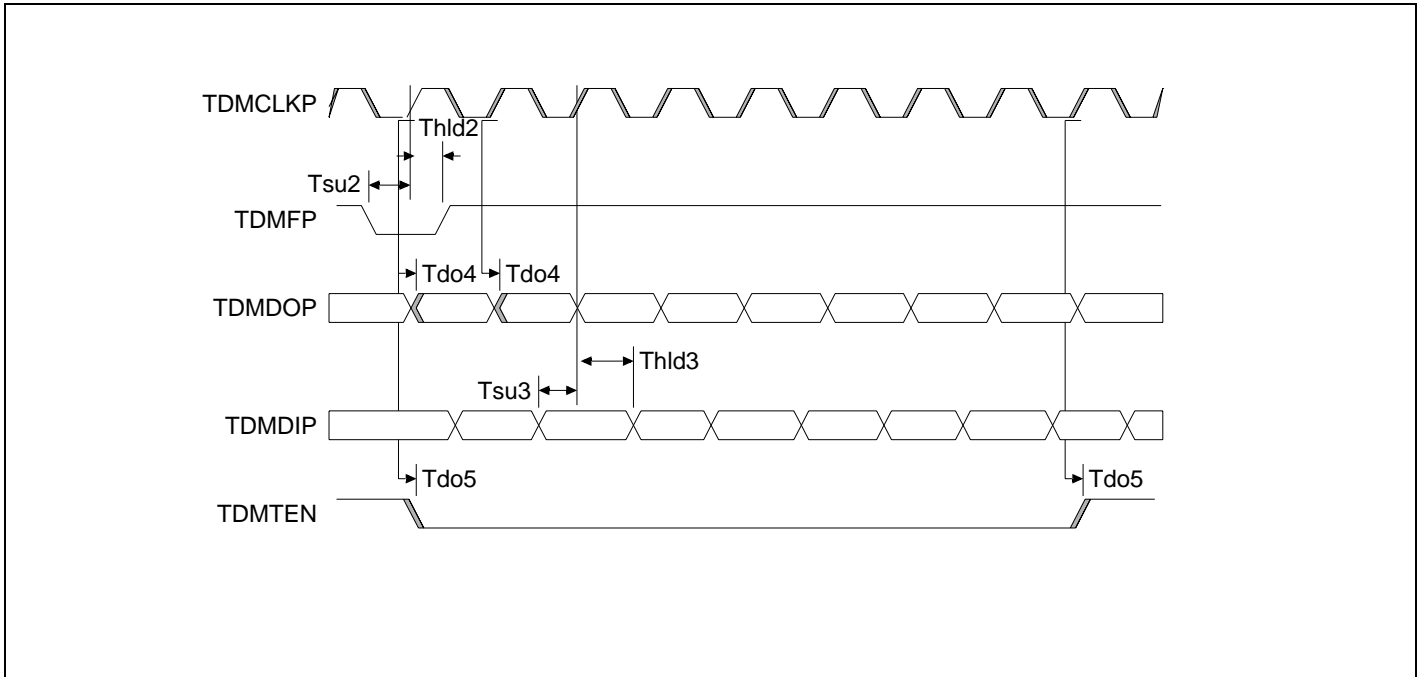 TDMCLKP
Thld2
Tsu2
TDMFP
Tdo4 Tdo4
TDMDOP
Thld3
Tsu3
TDMDIP
Tdo5 Tdo5
TDMTEN